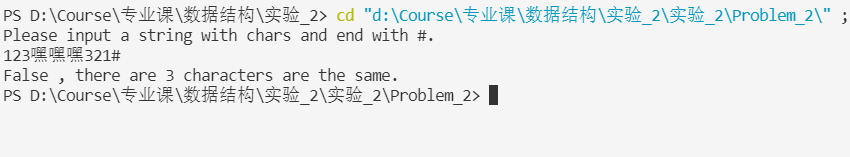 PS D:\Course\专业课\数据结构\实验_2> cd "d:\Course\专业课\数据结构\实验_2\实验_2\Problem_2\" ;
Please input a string with chars and end with #.
123嘿嘿嘿321#
False , there are 3 characters are the same.
PS D:\Course\专业课\数据结构\实验_2\实验_2\Problem_2>